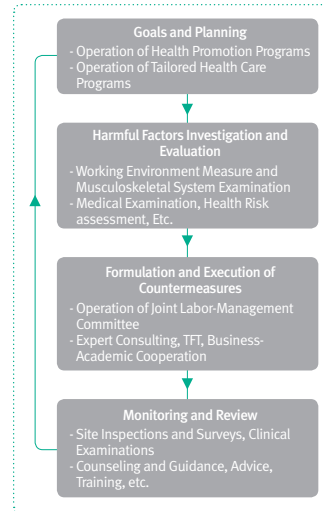 Goals and Planning
- Operation of Health Promotion Programs
- Operation of Tailored Health Care
Programs
Harmful Factors Investigation and
Evaluation
- Working Environment Measure and
Musculoskeletal System Examination
- Medical Examination, Health Risk
assessment, Etc.
Formulation and Execution of
Countermeasures
- Operation of Joint Labor-Management
Committee
- Expert Consulting, TFT, Business-
Academic Cooperation
Monitoring and Review
- Site Inspections and Surveys, Clinical
Examinations
- Counseling and Guidance, Advice,
Training, etc.